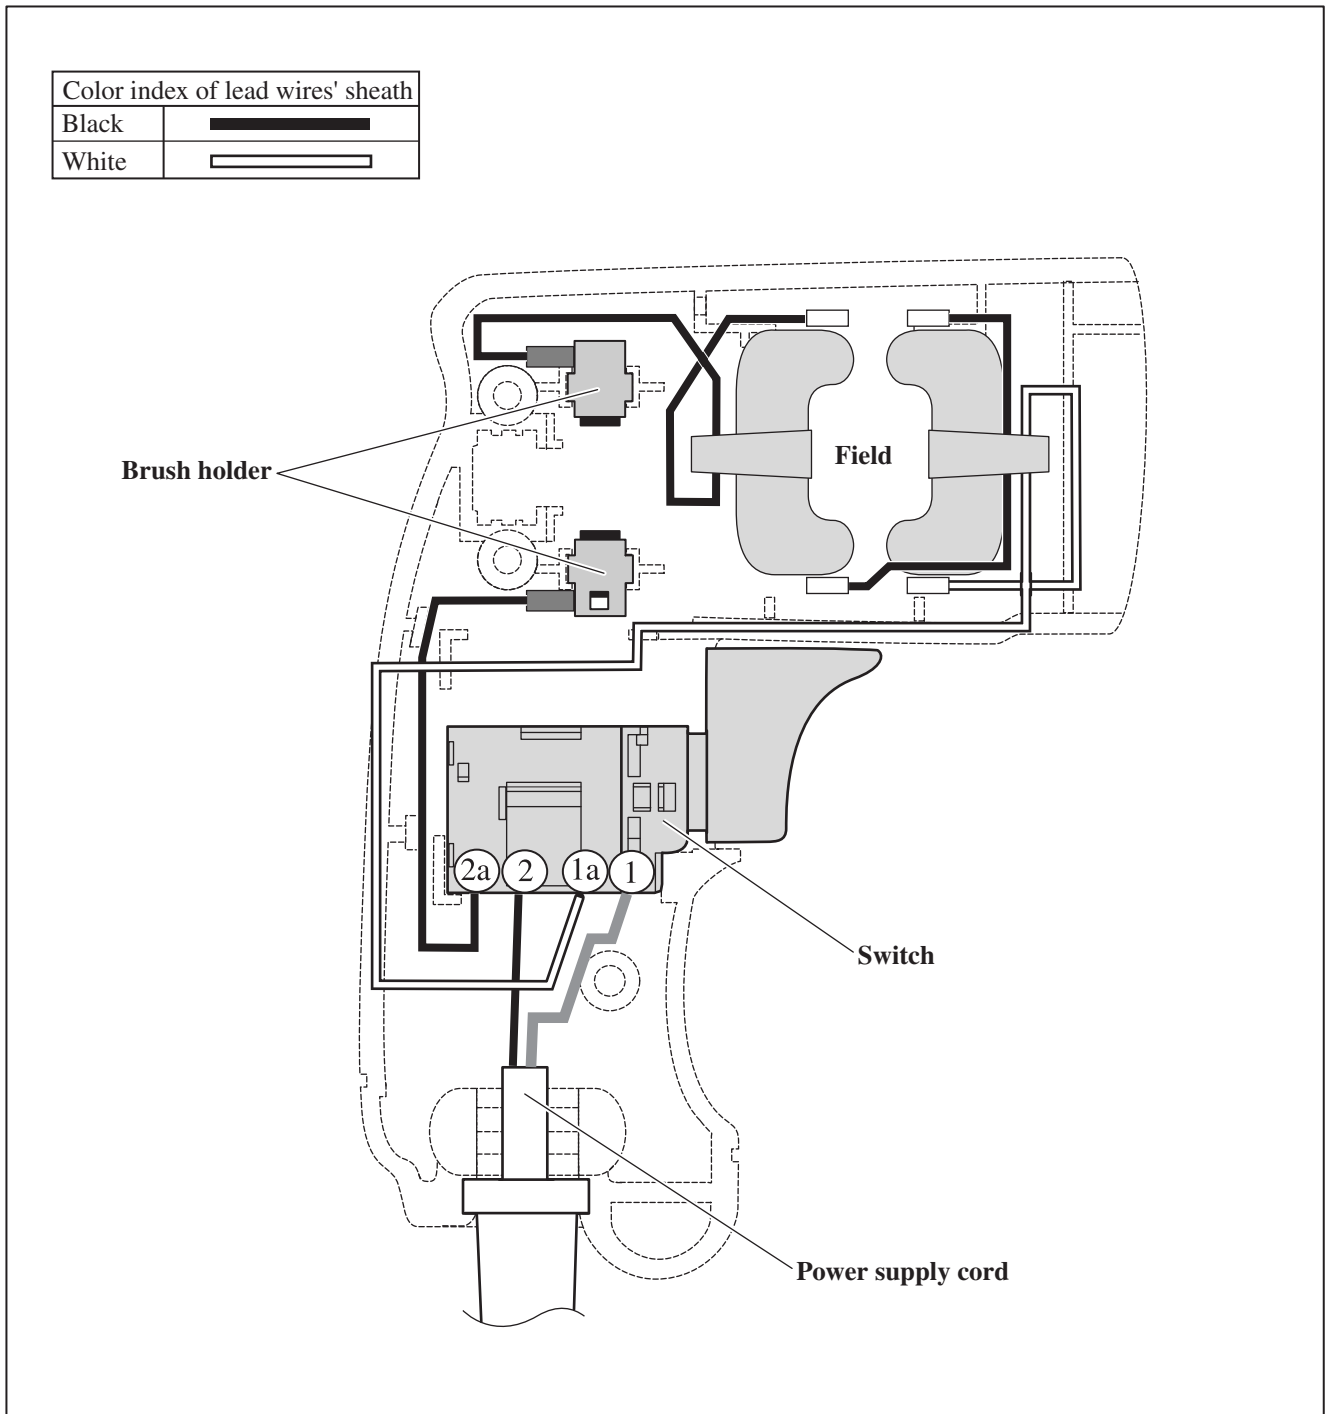 Color index of lead wires' sheath
Black
White
Brush holder
Field
2a 2 1a 1
Switch
Power supply cord